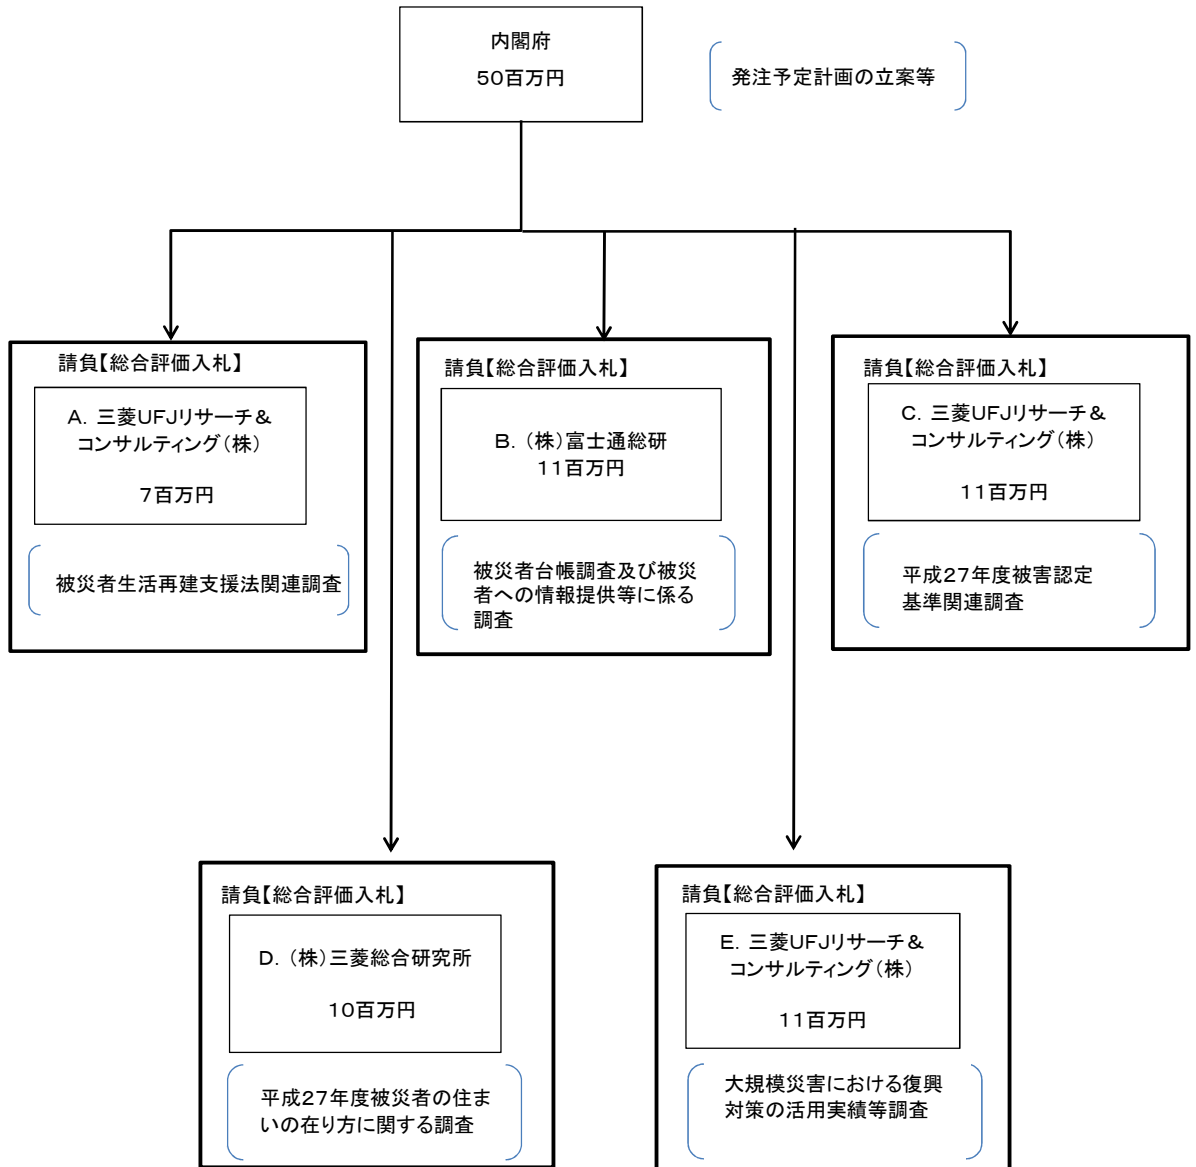 内閣府
50百万円
発注予定計画の立案等
請負【総合評価入札】
A. 三菱UFJリサーチ＆
コンサルティング（株）
7百万円
被災者生活再建支援法関連調査
請負【総合評価入札】
B. （株）富士通総研
11百万円
被災者台帳調査及び被災
者への情報提供等に係る
調査
請負【総合評価入札】
C. 三菱UFJリサーチ＆
コンサルティング（株）
11百万円
平成27年度被害認定
基準関連調査
請負【総合評価入札】
D. （株）三菱総合研究所
10百万円
平成27年度被災者の住ま
いの在り方に関する調査
請負【総合評価入札】
E. 三菱UFJリサーチ＆
コンサルティング（株）
11百万円
大規模災害における復興
対策の活用実績等調査